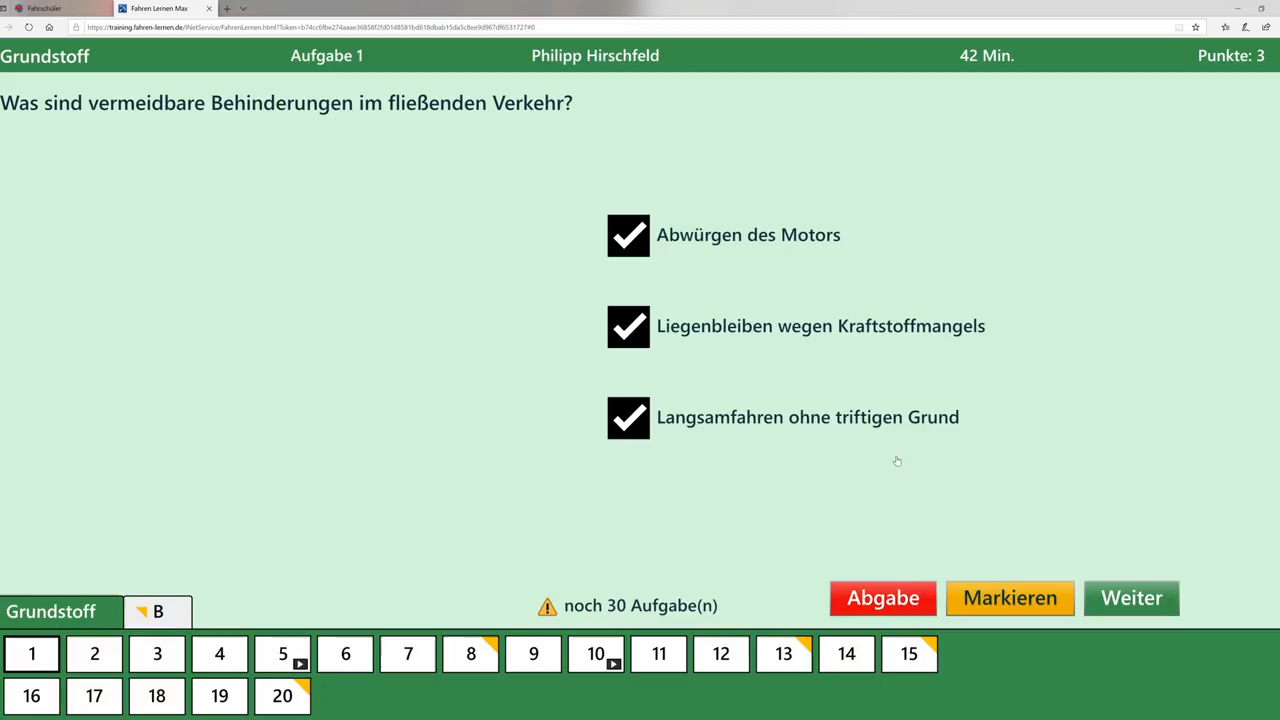 Fahrschüler
Fahren Lernen Max
Grundstoff Aufgabe 1 Philipp Hirschfeld 42 Min. Punkte: 3
Was sind vermeidbare Behinderungen im fließenden Verkehr?
Abwürgen des Motors
Liegenbleiben wegen Kraftstoffmangels
Langsamfahren ohne triftigen Grund
Grundstoff B noch 30 Aufgabe(n) Abgabe Markieren Weiter
1 2 3 4 5 6 7 8 9 10 11 12 13 14 15
16 17 18 19 20